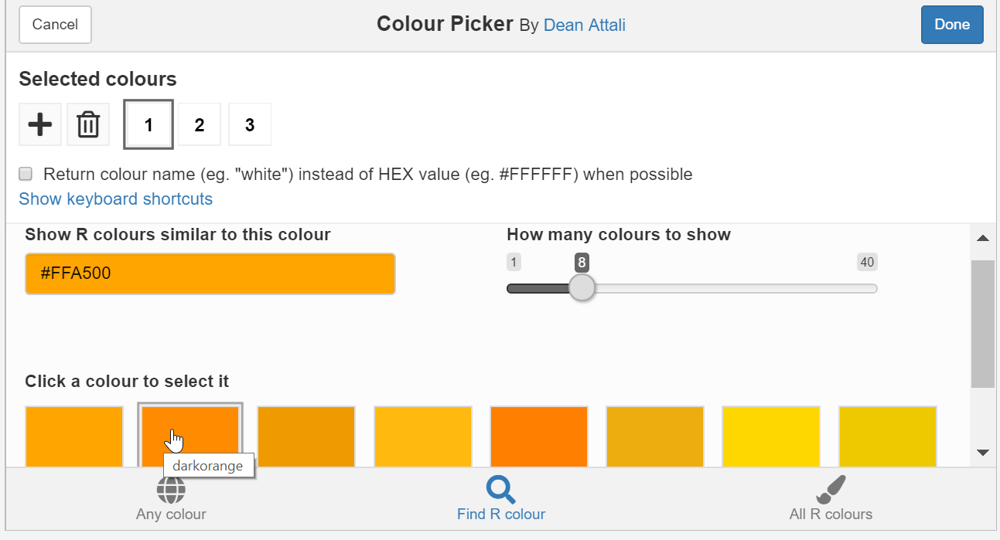 Cancel
Colour Picker By Dean Attali
Done
Selected colours
1 2 3
Return colour name (eg. "white") instead of HEX value (eg. #FFFFFF) when possible
Show keyboard shortcuts
Show R colours similar to this colour
#FFA500
How many colours to show
1 8 40
Click a colour to select it
darkorange
Any colour
Find R colour
All R colours